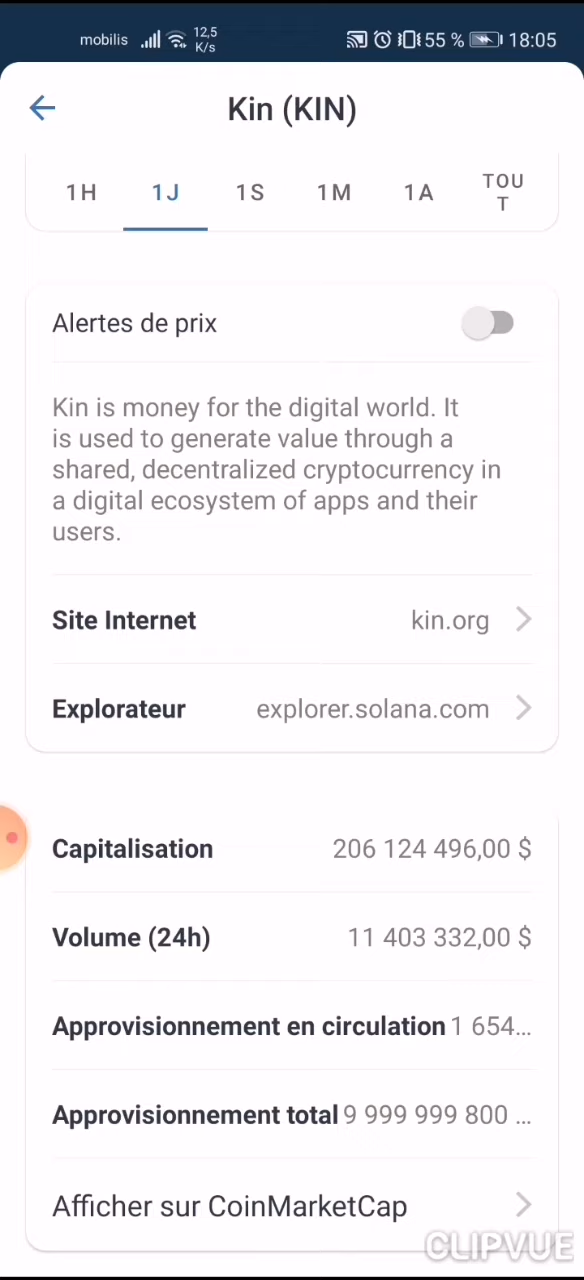 mobilis 12,5 K/s 55 % 18:05
Kin (KIN)
1H 1J 1S 1M 1A TOU
T
Alertes de prix
Kin is money for the digital world. It
is used to generate value through a
shared, decentralized cryptocurrency in
a digital ecosystem of apps and their
users.
Site Internet kin.org
Explorateur explorer.solana.com
Capitalisation 206 124 496,00 $
Volume (24h) 11 403 332,00 $
Approvisionnement en circulation 1 654...
Approvisionnement total 9 999 999 800 ...
Afficher sur CoinMarketCap
CLIPVUE